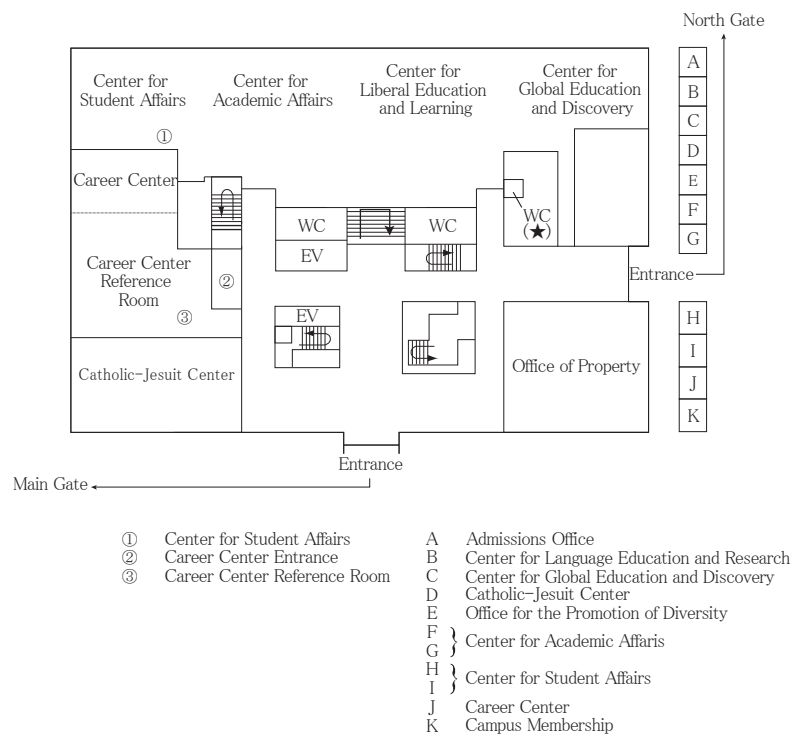 North Gate
Center for
Student Affairs
Center for
Academic Affairs
Center for
Liberal Education
and Learning
Center for
Global Education
and Discovery
A
B
C
D
E
F
G
①
Career Center
WC
WC
WC
(★)
EV
Entrance
Career Center
Reference
Room
②
③
EV
H
I
J
K
Catholic-Jesuit Center
Office of Property
Entrance
Main Gate
① Center for Student Affairs
② Career Center Entrance
③ Career Center Reference Room
A Admissions Office
B Center for Language Education and Research
C Center for Global Education and Discovery
D Catholic-Jesuit Center
E Office for the Promotion of Diversity
F
G
} Center for Academic Affaris
H
I
} Center for Student Affairs
J Career Center
K Campus Membership